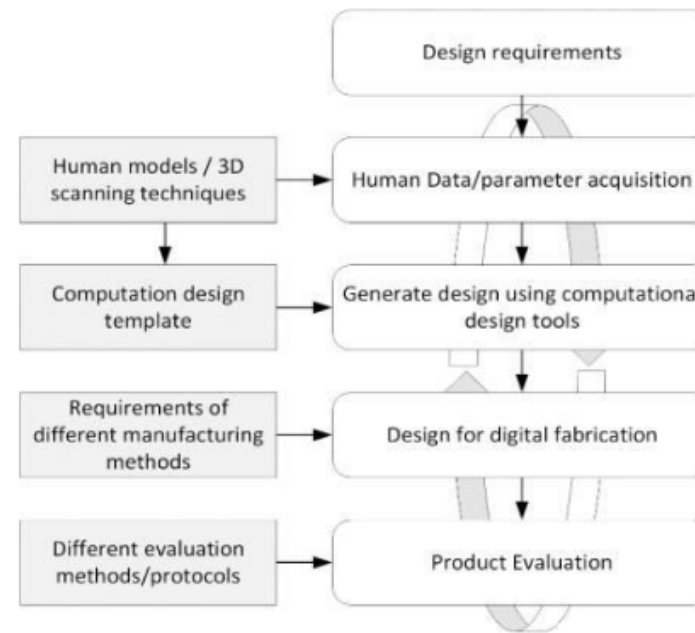 Design requirements
Human models / 3D
scanning techniques
Human Data/parameter acquisition
Computation design
template
Generate design using computationa
design tools
Requirements of
different manufacturing
methods
Design for digital fabrication
Different evaluation
methods/protocols
Product Evaluation